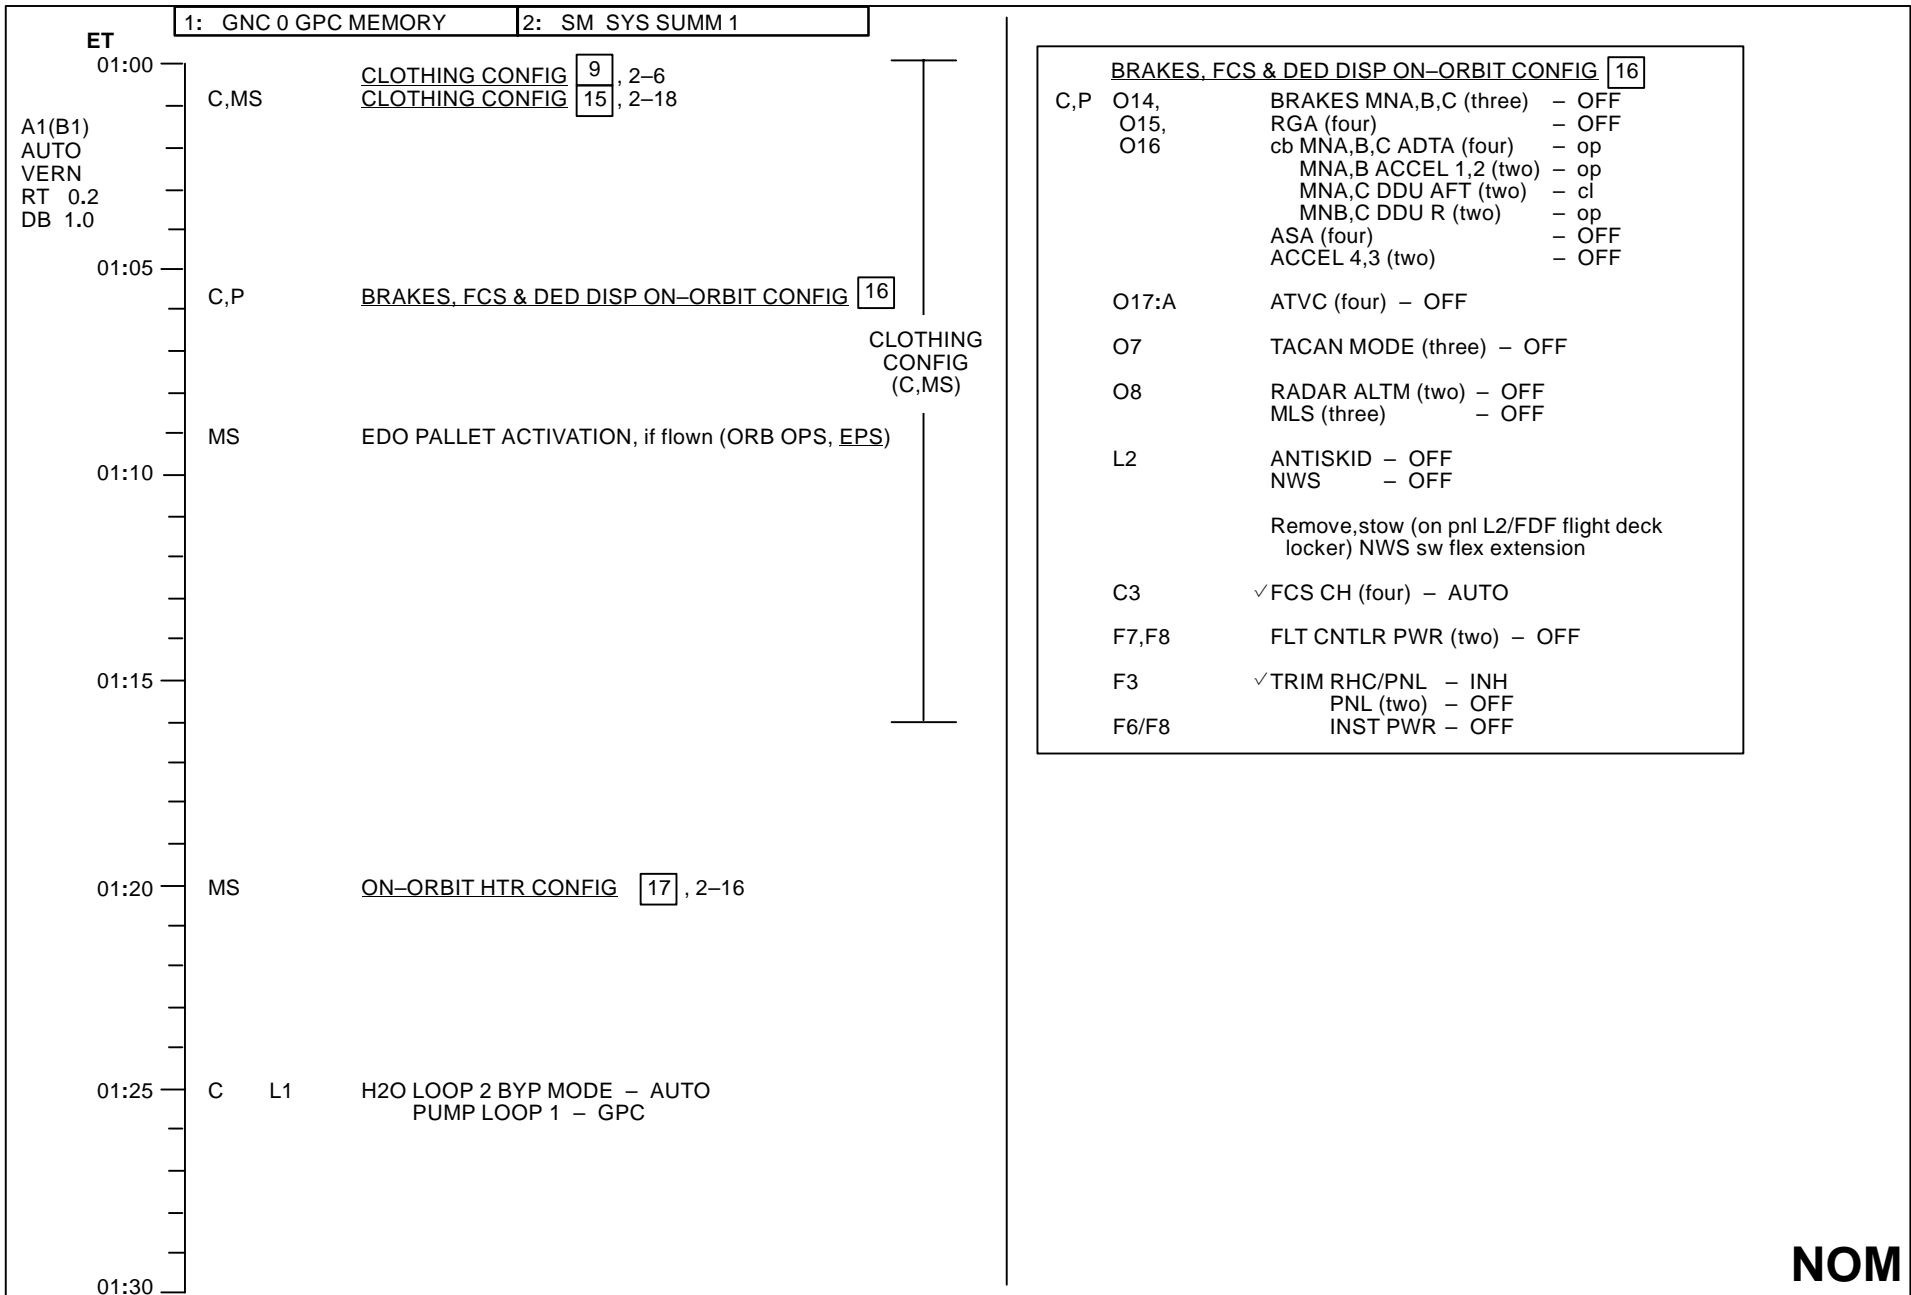 1: GNC 0 GPC MEMORY 2: SM SYS SUMM 1
ET
01:00
CLOTHING CONFIG 9 , 2–6
C,MS CLOTHING CONFIG 15 , 2–18
A1(B1)
AUTO
VERN
RT 0.2
DB 1.0
01:05
C,P BRAKES, FCS & DED DISP ON–ORBIT CONFIG 16
CLOTHING
CONFIG
(C,MS)
MS EDO PALLET ACTIVATION, if flown (ORB OPS, EPS)
01:10
01:15
01:20 MS ON–ORBIT HTR CONFIG 17 , 2–16
01:25 C L1 H2O LOOP 2 BYP MODE – AUTO
PUMP LOOP 1 – GPC
01:30
BRAKES, FCS & DED DISP ON–ORBIT CONFIG 16
C,P O14, BRAKES MNA,B,C (three) – OFF
O15, RGA (four) – OFF
O16 cb MNA,B,C ADTA (four) – op
MNA,B ACCEL 1,2 (two) – op
MNA,C DDU AFT (two) – cl
MNB,C DDU R (two) – op
ASA (four) – OFF
ACCEL 4,3 (two) – OFF
O17:A ATVC (four) – OFF
O7 TACAN MODE (three) – OFF
O8 RADAR ALTM (two) – OFF
MLS (three) – OFF
L2 ANTISKID – OFF
NWS – OFF
Remove,stow (on pnl L2/FDF flight deck
locker) NWS sw flex extension
C3 ✓FCS CH (four) – AUTO
F7,F8 FLT CNTLR PWR (two) – OFF
F3 ✓TRIM RHC/PNL – INH
PNL (two) – OFF
F6/F8 INST PWR – OFF
NOM